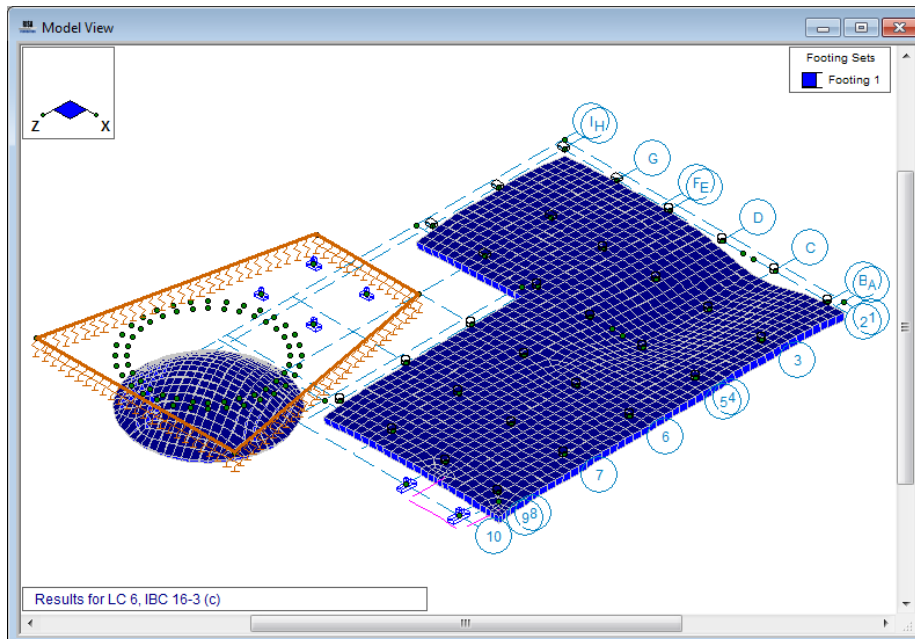 Model View
Footing Sets
Footing 1
Z X
I H
G
F E
D
C
B A
2 1
3
5 4
6
7
9 8
10
Results for LC 6, IBC 16-3 (c)